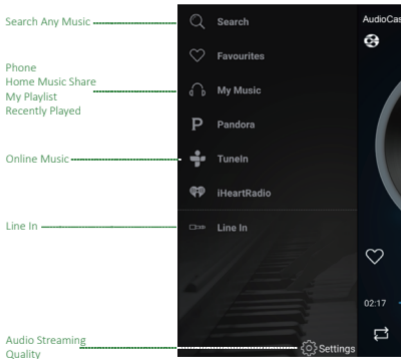 Search Any Music
Search
AudioCas
Favourites
Phone
Home Music Share
My Playlist
Recently Played
My Music
Pandora
Online Music
TuneIn
iHeartRadio
Line In
Line In
02:17
Audio Streaming
Quality
Settings